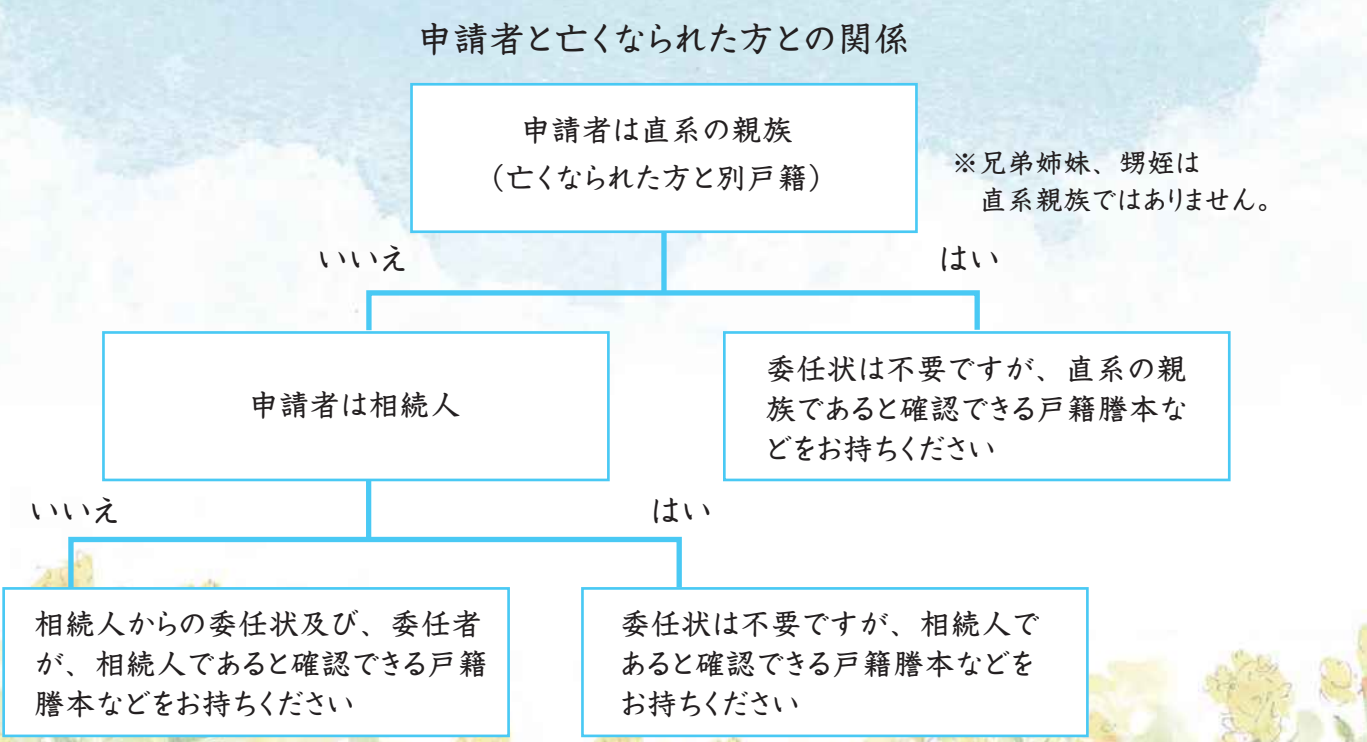 申請者と亡くなられた方との関係
申請者は直系の親族
（亡くなられた方と別戸籍）
※兄弟姉妹、甥姪は
直系親族ではありません。
いいえ
はい
申請者は相続人
委任状は不要ですが、直系の親
族であると確認できる戸籍謄本な
どをお持ちください
いいえ
はい
相続人からの委任状及び、委任者
が、相続人であると確認できる戸籍
謄本などをお持ちください
委任状は不要ですが、相続人で
あると確認できる戸籍謄本などを
お持ちください